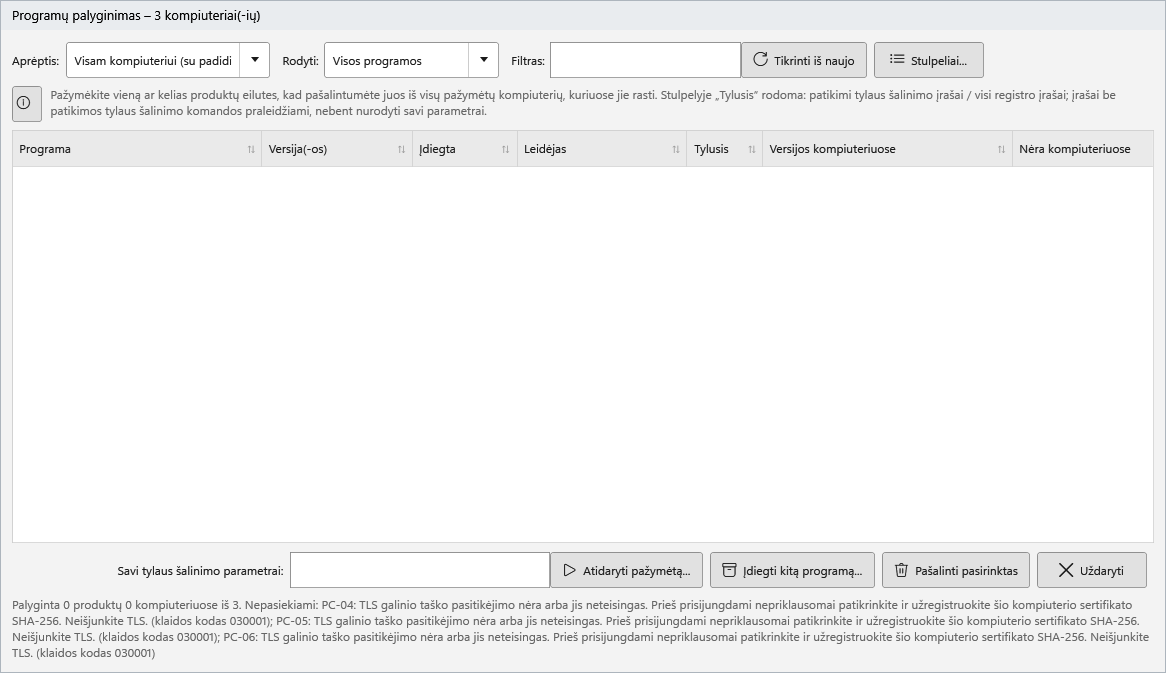 Programų palyginimas – 3 kompiuteriai(-ių)
Aprėptis: Visam kompiuteriui (su padidi Rodyti: Visos programos Filtras: Tikrinti iš naujo Stulpeliai...
Pažymėkite vieną ar kelias produktų eilutes, kad pašalintumėte juos iš visų pažymėtų kompiuterių, kuriuose jie rasti. Stulpelyje „Tylusis“ rodoma: patikimi tylaus šalinimo įrašai / visi registro įrašai; įrašai be
patikimos tylaus šalinimo komandos praleidžiami, nebent nurodyti savi parametrai.
Programa Versija(-os) Įdiegta Leidėjas Tylusis Versijos kompiuteriuose Nėra kompiuteriuose
Savi tylaus šalinimo parametrai: Atidaryti pažymėtą... Įdiegti kitą programą... Pašalinti pasirinktas Uždaryti
Palyginta 0 produktų 0 kompiuteriuose iš 3. Nepasiekiami: PC-04: TLS galinio taško pasitikėjimo nėra arba jis neteisingas. Prieš prisijungdami nepriklausomai patikrinkite ir užregistruokite šio kompiuterio sertifikato
SHA-256. Neišjunkite TLS. (klaidos kodas 030001); PC-05: TLS galinio taško pasitikėjimo nėra arba jis neteisingas. Prieš prisijungdami nepriklausomai patikrinkite ir užregistruokite šio kompiuterio sertifikato SHA-256.
Neišjunkite TLS. (klaidos kodas 030001); PC-06: TLS galinio taško pasitikėjimo nėra arba jis neteisingas. Prieš prisijungdami nepriklausomai patikrinkite ir užregistruokite šio kompiuterio sertifikato SHA-256. Neišjunkite
TLS. (klaidos kodas 030001)